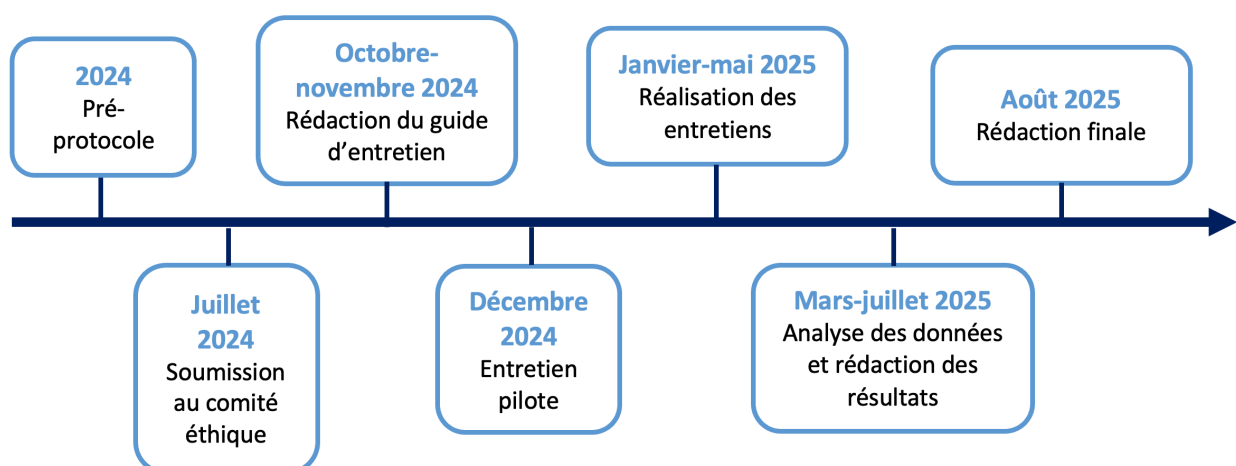 2024
Pré-
protocole
Octobre-
novembre 2024
Rédaction du guide
d’entretien
Janvier-mai 2025
Réalisation des
entretiens
Août 2025
Rédaction finale
Juillet
2024
Soumission
au comité
éthique
Décembre
2024
Entretien
pilote
Mars-juillet 2025
Analyse des données
et rédaction des
résultats